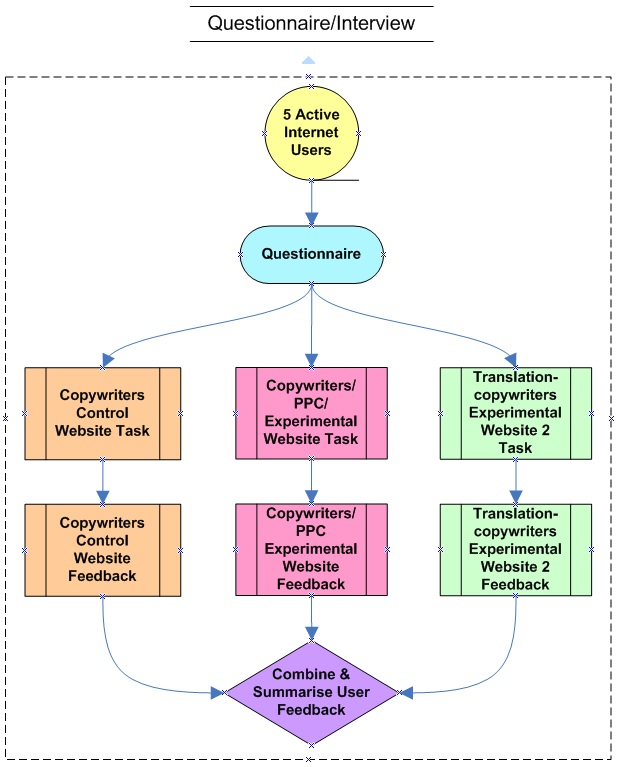 Questionnaire/Interview
5 Active
Internet
Users
Questionnaire
Copywriters
Control
Website Task
Copywriters/
PPC/
Experimental
Website Task
Translation-
copywriters
Experimental
Website 2
Task
Copywriters
Control
Website
Feedback
Copywriters/
PPC
Experimental
Website
Feedback
Translation-
copywriters
Experimental
Website 2
Feedback
Combine &
Summarise User
Feedback